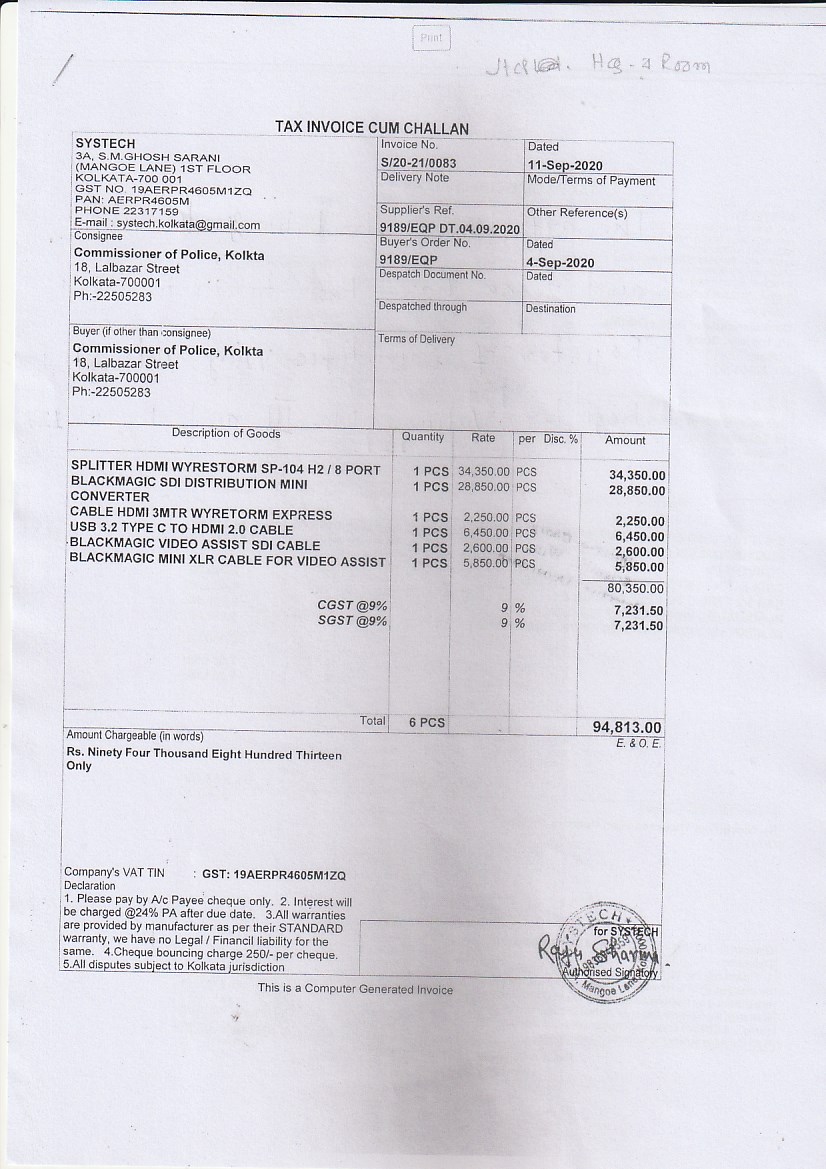 Print
Hq - 2 Room
TAX INVOICE CUM CHALLAN
SYSTECH
3A, S.M.GHOSH SARANI
(MANGOE LANE) 1ST FLOOR
KOLKATA-700 001
GST NO. 19AERPR4605M1ZQ
PAN: AERPR4605M
PHONE 22317159
E-mail : systech.kolkata@gmail.com
Invoice No.
S/20-21/0083
Dated
11-Sep-2020
Delivery Note
Mode/Terms of Payment
Supplier's Ref.
9189/EQP DT.04.09.2020
Other Reference(s)
Consignee
Commissioner of Police, Kolkta
18, Lalbazar Street
Kolkata-700001
Ph:-22505283
Buyer's Order No.
9189/EQP
Dated
4-Sep-2020
Despatch Document No.
Dated
Despatched through
Destination
Buyer (if other than consignee)
Commissioner of Police, Kolkta
18, Lalbazar Street
Kolkata-700001
Ph:-22505283
Terms of Delivery
Description of Goods Quantity Rate per Disc. % Amount
SPLITTER HDMI WYRESTORM SP-104 H2 / 8 PORT 1 PCS 34,350.00 PCS 34,350.00
BLACKMAGIC SDI DISTRIBUTION MINI 1 PCS 28,850.00 PCS 28,850.00
CONVERTER
CABLE HDMI 3MTR WYRETORM EXPRESS 1 PCS 2,250.00 PCS 2,250.00
USB 3.2 TYPE C TO HDMI 2.0 CABLE 1 PCS 6,450.00 PCS 6,450.00
BLACKMAGIC VIDEO ASSIST SDI CABLE 1 PCS 2,600.00 PCS 2,600.00
BLACKMAGIC MINI XLR CABLE FOR VIDEO ASSIST 1 PCS 5,850.00 PCS 5,850.00
80,350.00
CGST @9% 9 % 7,231.50
SGST @9% 9 % 7,231.50
Total 6 PCS 94,813.00
Amount Chargeable (in words)
E. & O. E.
Rs. Ninety Four Thousand Eight Hundred Thirteen
Only
Company's VAT TIN : GST: 19AERPR4605M1ZQ
Declaration
1. Please pay by A/c Payee cheque only. 2. Interest will
be charged @24% PA after due date. 3.All warranties
are provided by manufacturer as per their STANDARD
warranty, we have no Legal / Financil liability for the
same. 4.Cheque bouncing charge 250/- per cheque.
5.All disputes subject to Kolkata jurisdiction
SYSTECH
for SYSTECH
Raju Sharma
Authorised Signatory
Mangoe Lane
This is a Computer Generated Invoice